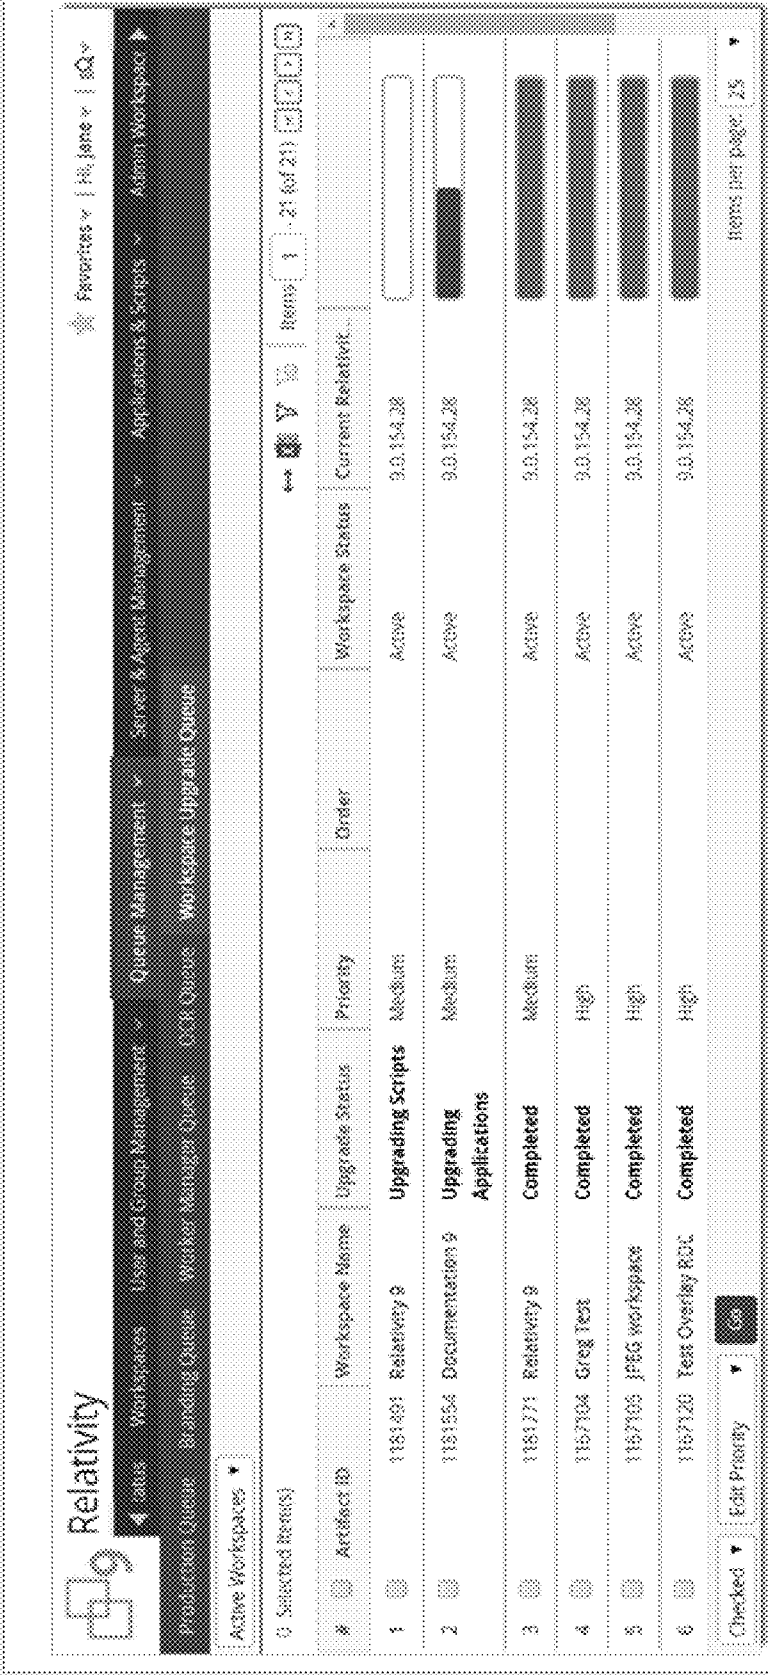 Relativity 9
☆ Favorites | Hi, Jane |
Workspaces User and Group Management Queue Management Server & Agent Management Applications & Scripts Admin Workspac
Production Queue Branding Queue Worker Manager Queue OCR Queue Workspace Upgrade Queue
Active Workspaces
0 Selected Item(s) Items 1 - 21 (of 21)
# Artifact ID Workspace Name Upgrade Status Priority Order Workspace Status Current Relativit...
1 1181491 Relativity 9 Upgrading Scripts Medium Active 9.0.154.28
2 1181554 Documentation 9 Upgrading Medium Active 9.0.154.28
Applications
3 1181771 Relativity 9 Completed Medium Active 9.0.154.28
4 1167104 Greg Test Completed High Active 9.0.154.28
5 1167105 JPEG workspace Completed High Active 9.0.154.28
6 1167120 Test Overlay RDC Completed High Active 9.0.154.28
Checked Edit Priority Go Items per page: 25